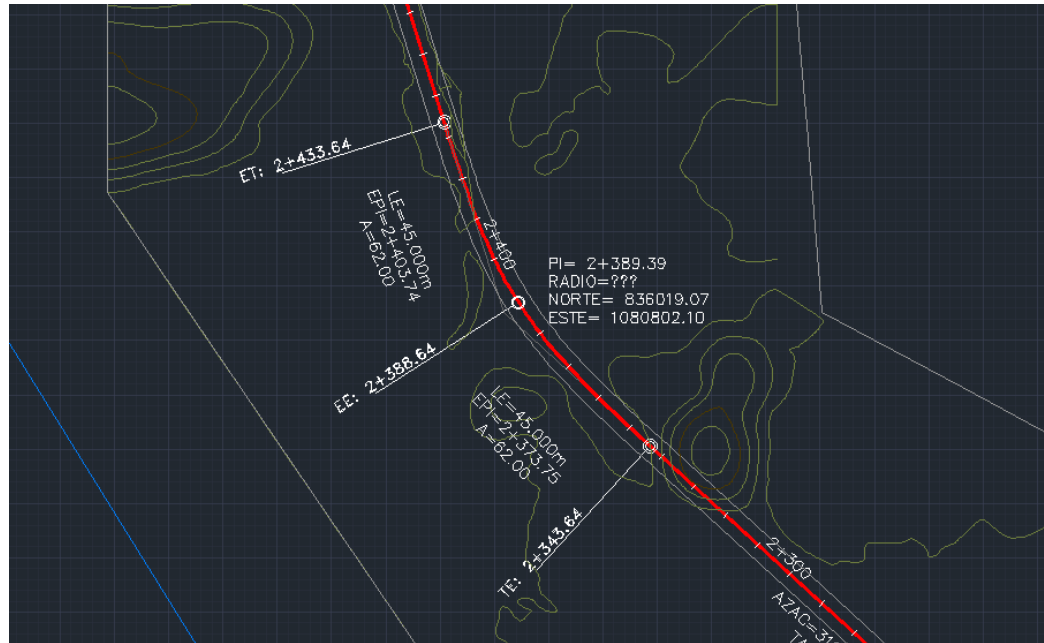 ET: 2+433.64
LE=45.000m
EPI=2+403.74
A=62.00
2+400
PI= 2+389.39
RADIO=???
NORTE= 836019.07
ESTE= 1080802.10
EE: 2+388.64
LE=45.000m
EPI=2+373.75
A=62.00
TE: 2+343.64
2+300